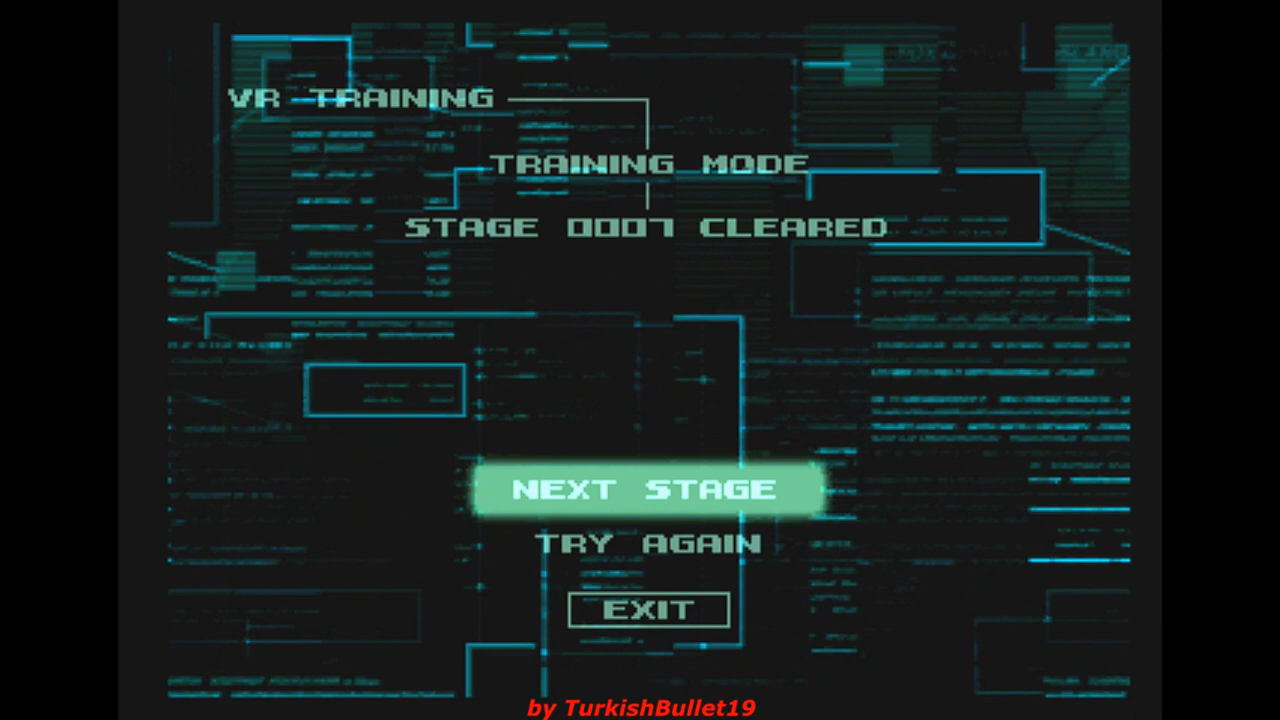 VR TRAINING
TRAINING MODE
STAGE 0007 CLEARED
NEXT STAGE
TRY AGAIN
EXIT
by TurkishBullet19